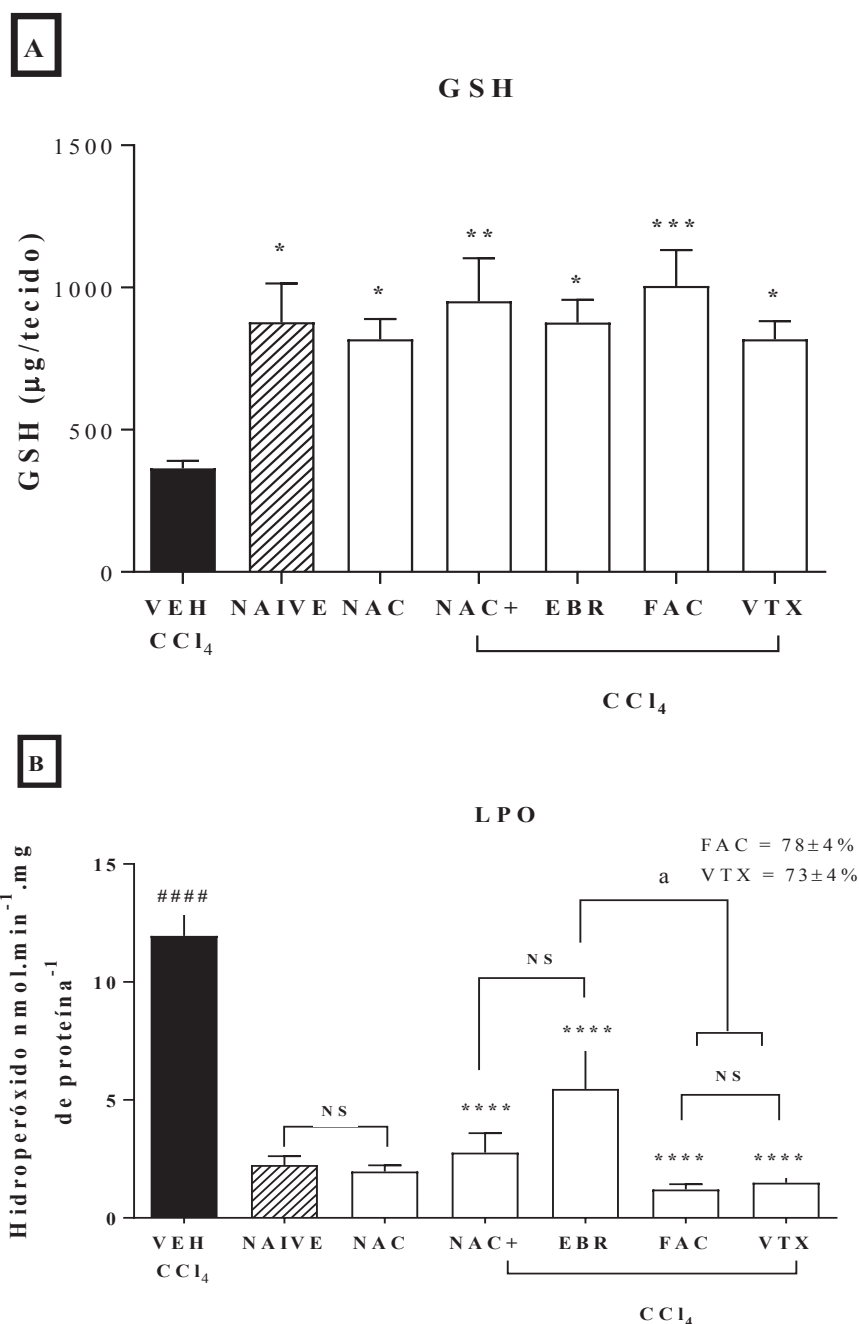 A
GSH
GSH (µg/tecido)
1500
1000
500
0
* * ** * *** *
VEH NAIVE NAC NAC+ EBR FAC VTX
CCl₄
CCl₄
B
LPO
Hidroperóxido nmol.min⁻¹.mg
de proteína⁻¹
FAC = 78±4%
VTX = 73±4%
a
15
10
5
0
####
NS
NS
NS
**** **** **** ****
VEH NAIVE NAC NAC+ EBR FAC VTX
CCl₄
CCl₄